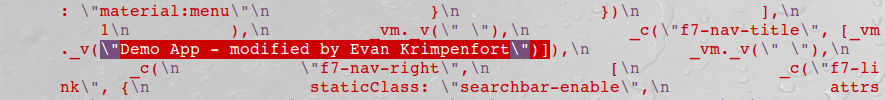 : \"material:menu\"\n }\n })\n ],\n
1\n ),\n _vm._v(\" \"),\n _c(\"f7-nav-title\", [_vm
._v(\"Demo App - modified by Evan Krimpenfort\")]),\n _vm._v(\" \"),\n
_c(\n \"f7-nav-right\",\n [\n _c(\"f7-li
nk\", {\n staticClass: \"searchbar-enable\",\n attrs